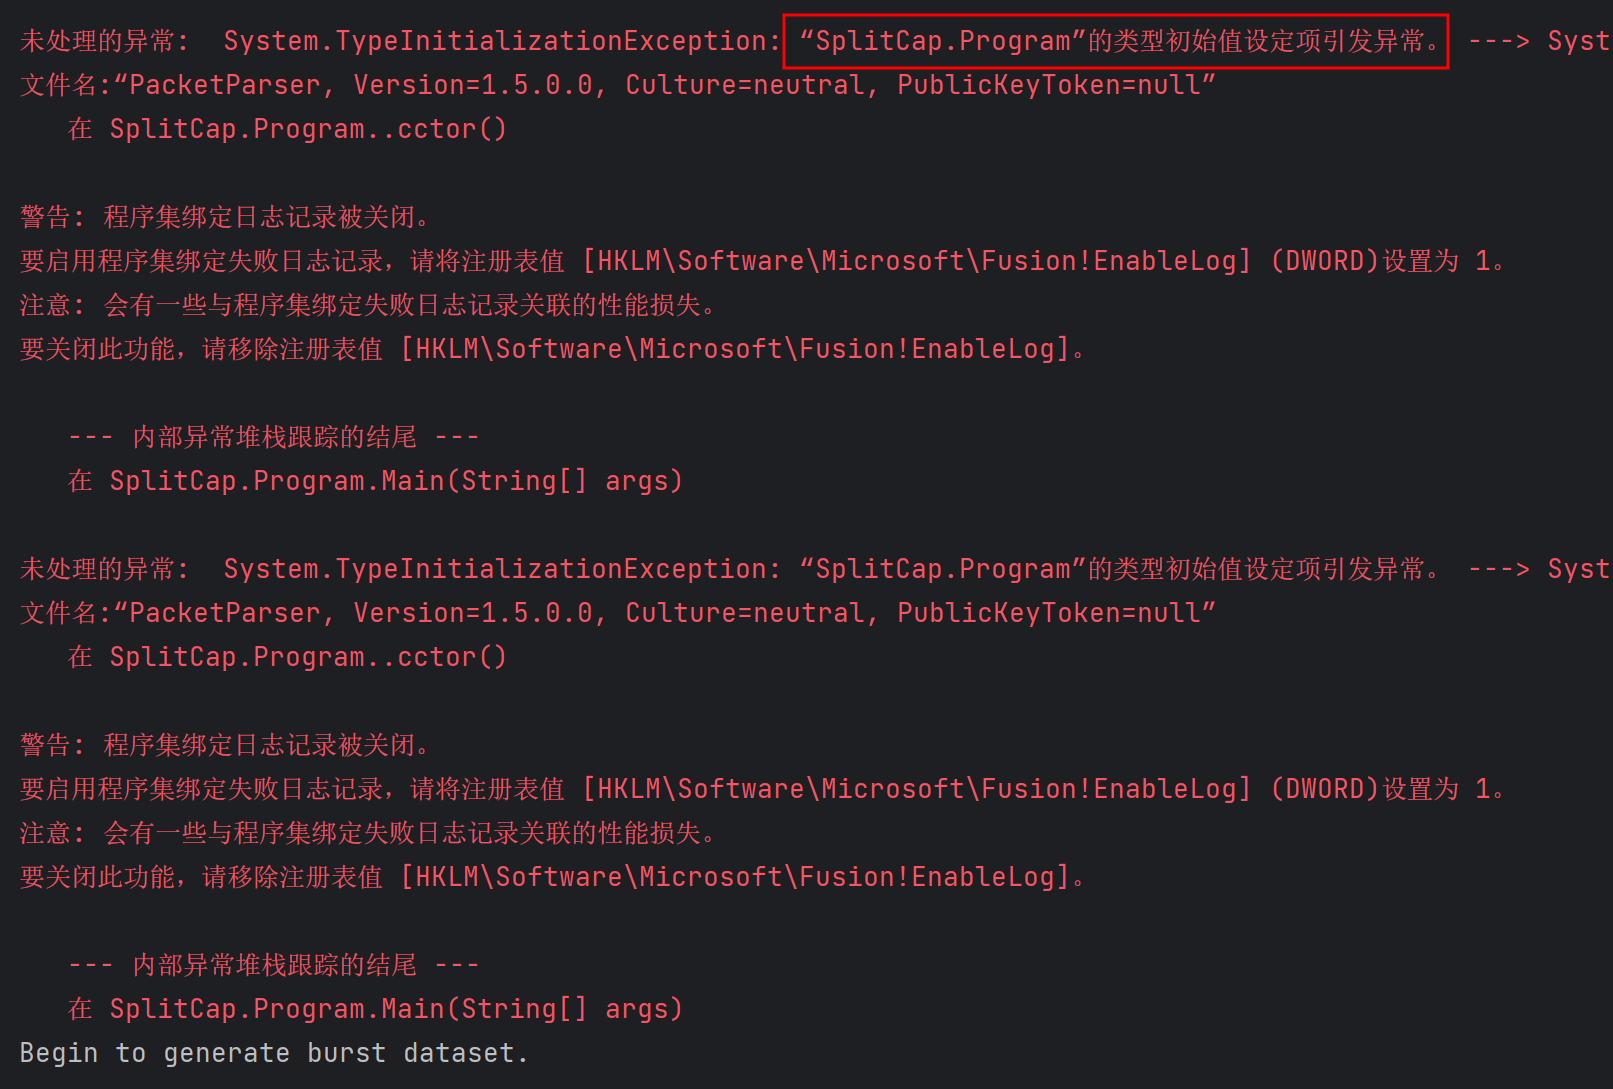 未处理的异常:  System.TypeInitializationException: “SplitCap.Program”的类型初始值设定项引发异常。 ---> Syst
文件名:“PacketParser, Version=1.5.0.0, Culture=neutral, PublicKeyToken=null”
   在 SplitCap.Program..cctor()
警告: 程序集绑定日志记录被关闭。
要启用程序集绑定失败日志记录，请将注册表值 [HKLM\Software\Microsoft\Fusion!EnableLog] (DWORD)设置为 1。
注意: 会有一些与程序集绑定失败日志记录关联的性能损失。
要关闭此功能，请移除注册表值 [HKLM\Software\Microsoft\Fusion!EnableLog]。
   --- 内部异常堆栈跟踪的结尾 ---
   在 SplitCap.Program.Main(String[] args)
未处理的异常:  System.TypeInitializationException: “SplitCap.Program”的类型初始值设定项引发异常。 ---> Syst
文件名:“PacketParser, Version=1.5.0.0, Culture=neutral, PublicKeyToken=null”
   在 SplitCap.Program..cctor()
警告: 程序集绑定日志记录被关闭。
要启用程序集绑定失败日志记录，请将注册表值 [HKLM\Software\Microsoft\Fusion!EnableLog] (DWORD)设置为 1。
注意: 会有一些与程序集绑定失败日志记录关联的性能损失。
要关闭此功能，请移除注册表值 [HKLM\Software\Microsoft\Fusion!EnableLog]。
   --- 内部异常堆栈跟踪的结尾 ---
   在 SplitCap.Program.Main(String[] args)
Begin to generate burst dataset.